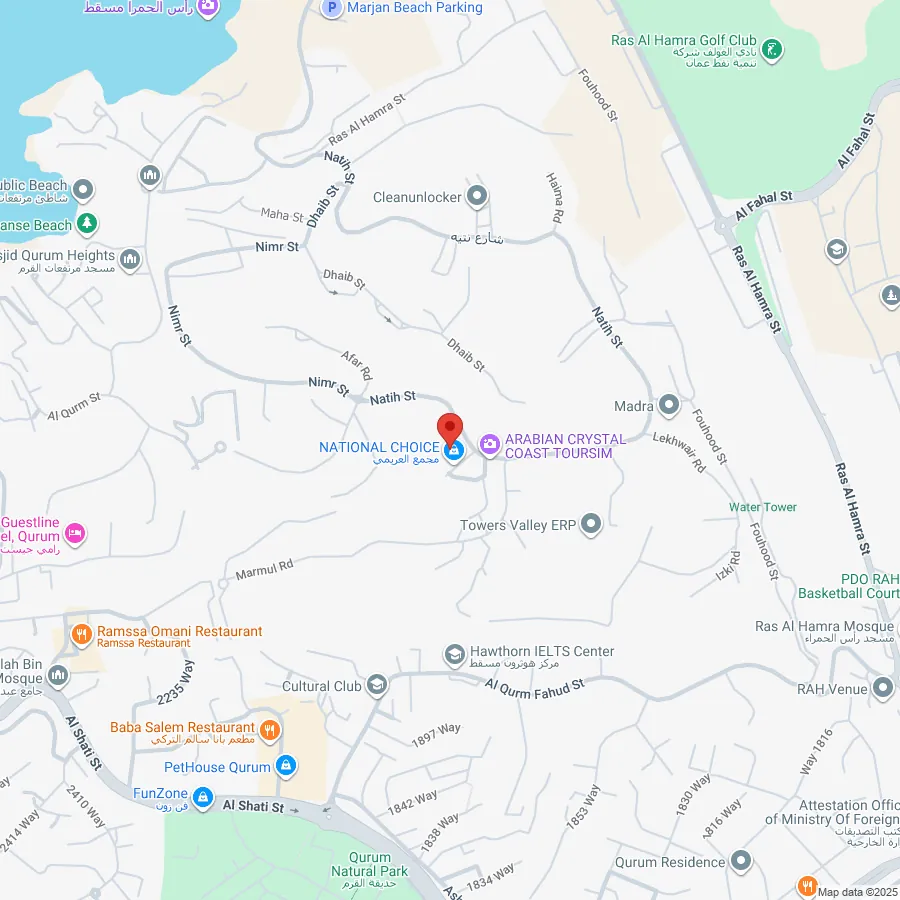 رأس الحمرا مسقط
Marjan Beach Parking
Ras Al Hamra Golf Club
نادي الغولف شركة
تنمية نفط عمان
Fouhood St
Ras Al Hamra St
Al Fahal St
Natih St
Haima Rd
ublic Beach
شاطئ مرتفعات
Cleanunlocker
Dhaib St
Maha St
Al Fahal St
anse Beach
Nimr St
شارع نتيه
sjid Qurum Heights
مسجد مرتفعات القرم
Dhaib St
Ras Al Hamra St
Nimr St
Natih St
Dhaib St
Afar Rd
Nimr St
Natih St
Al Qurm St
Madra
Fouhood St
NATIONAL CHOICE
مجمع العريمي
ARABIAN CRYSTAL
COAST TOURSIM
Lekhwair Rd
Ras Al Hamra St
Water Tower
Guestline
el, Qurum
رامي جيست
Towers Valley ERP
Fouhood St
Izki Rd
Marmul Rd
PDO RAH
Basketball Court
Ramssa Omani Restaurant
Ramssa Restaurant
Ras Al Hamra Mosque
مسجد رأس الحمراء
lah Bin
Mosque
جامع عبد
Hawthorn IELTS Center
مركز هوثورن مسقط
2235 Way
Cultural Club
Al Qurm Fahud St
RAH Venue
Al Shati St
Baba Salem Restaurant
مطعم بابا سالم التركي
1897 Way
PetHouse Qurum
Way 1816
FunZone
فن زون
2410 Way
Al Shati St
1842 Way
1853 Way
1830 Way
2414 Way
1838 Way
1816 Way
Attestation Offic
of Ministry Of Foreign
كتب التصديقات
ارة الخارجية
Qurum
Natural Park
حديقة القرم
1834 Way
Qurum Residence
Map data ©2025